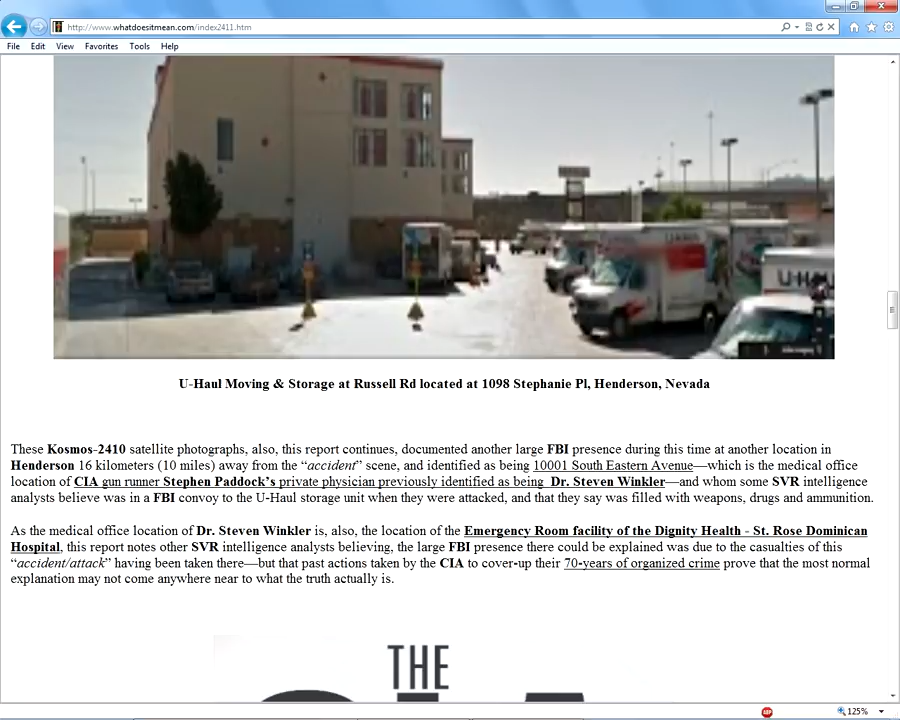 http://www.whatdoesitmean.com/index2411.htm
File Edit View Favorites Tools Help
U-HAUL
U-Haul Moving & Storage at Russell Rd located at 1098 Stephanie Pl, Henderson, Nevada
These Kosmos-2410 satellite photographs, also, this report continues, documented another large FBI presence during this time at another location in
Henderson 16 kilometers (10 miles) away from the “accident” scene, and identified as being 10001 South Eastern Avenue—which is the medical office
location of CIA gun runner Stephen Paddock’s private physician previously identified as being Dr. Steven Winkler—and whom some SVR intelligence
analysts believe was in a FBI convoy to the U-Haul storage unit when they were attacked, and that they say was filled with weapons, drugs and ammunition.
As the medical office location of Dr. Steven Winkler is, also, the location of the Emergency Room facility of the Dignity Health - St. Rose Dominican
Hospital, this report notes other SVR intelligence analysts believing, the large FBI presence there could be explained was due to the casualties of this
“accident/attack” having been taken there—but that past actions taken by the CIA to cover-up their 70-years of organized crime prove that the most normal
explanation may not come anywhere near to what the truth actually is.
THE
ABP
125%